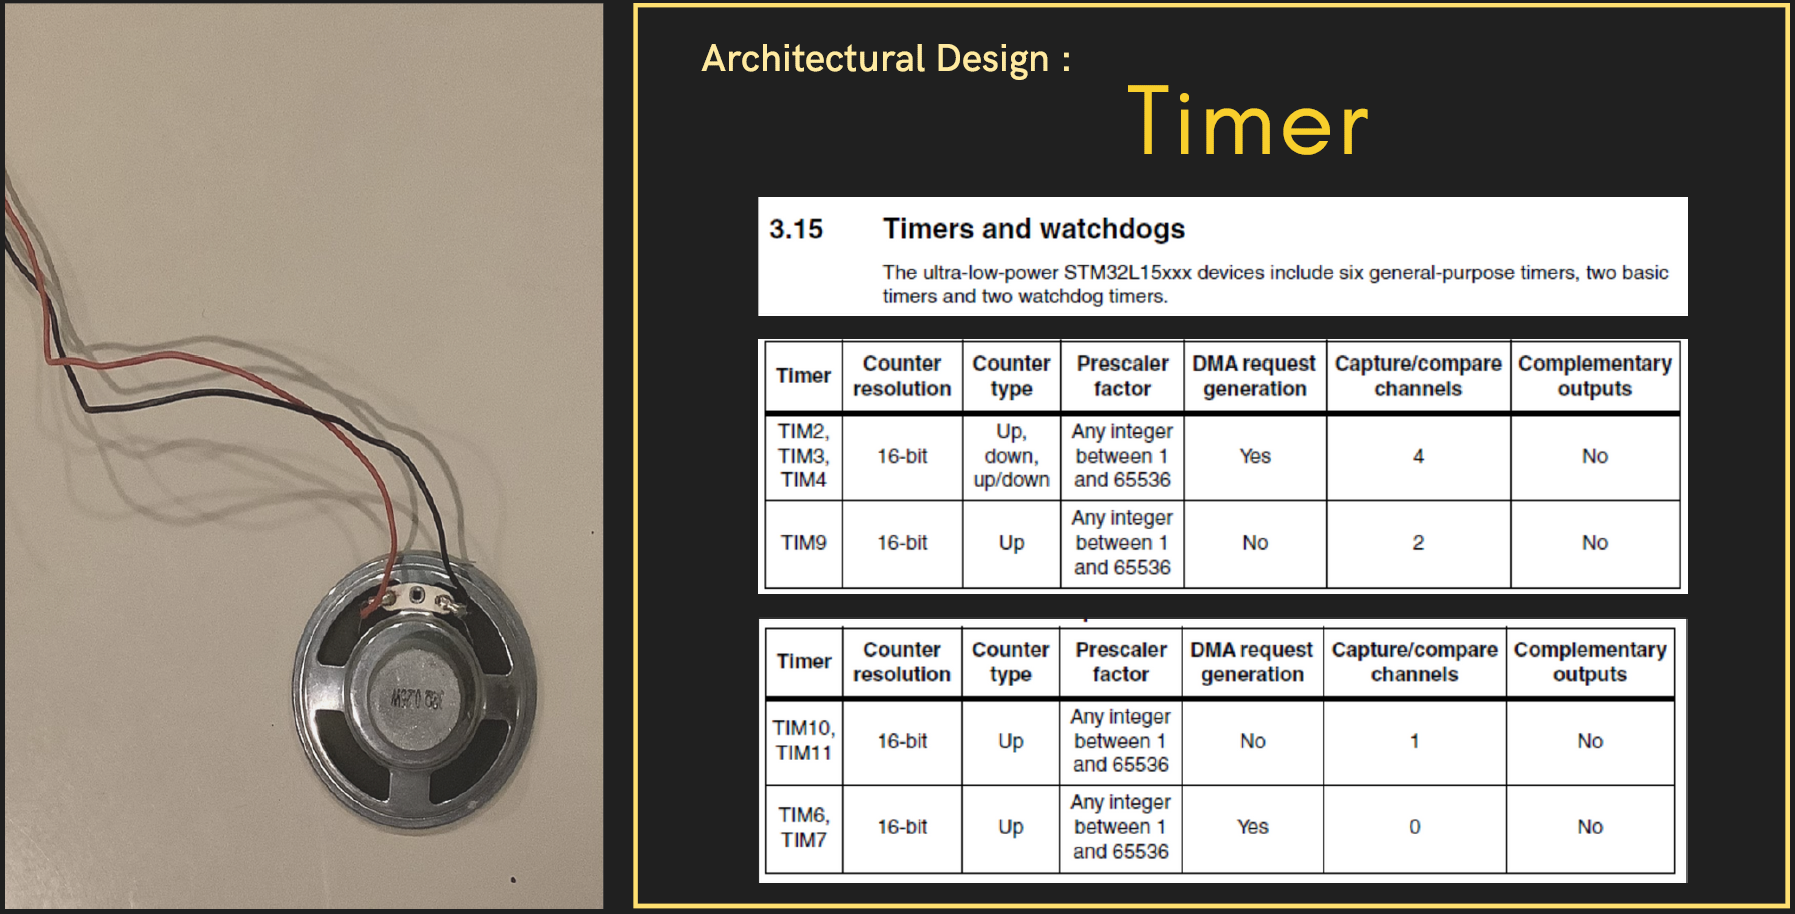 Architectural Design :
Timer
3.15 Timers and watchdogs
The ultra-low-power STM32L15xxx devices include six general-purpose timers, two basic
timers and two watchdog timers.
Timer Counter resolution Counter type Prescaler factor DMA request generation Capture/compare channels Complementary outputs
TIM2, TIM3, TIM4 16-bit Up, down, up/down Any integer between 1 and 65536 Yes 4 No
TIM9 16-bit Up Any integer between 1 and 65536 No 2 No
Timer Counter resolution Counter type Prescaler factor DMA request generation Capture/compare channels Complementary outputs
TIM10, TIM11 16-bit Up Any integer between 1 and 65536 No 1 No
TIM6, TIM7 16-bit Up Any integer between 1 and 65536 Yes 0 No